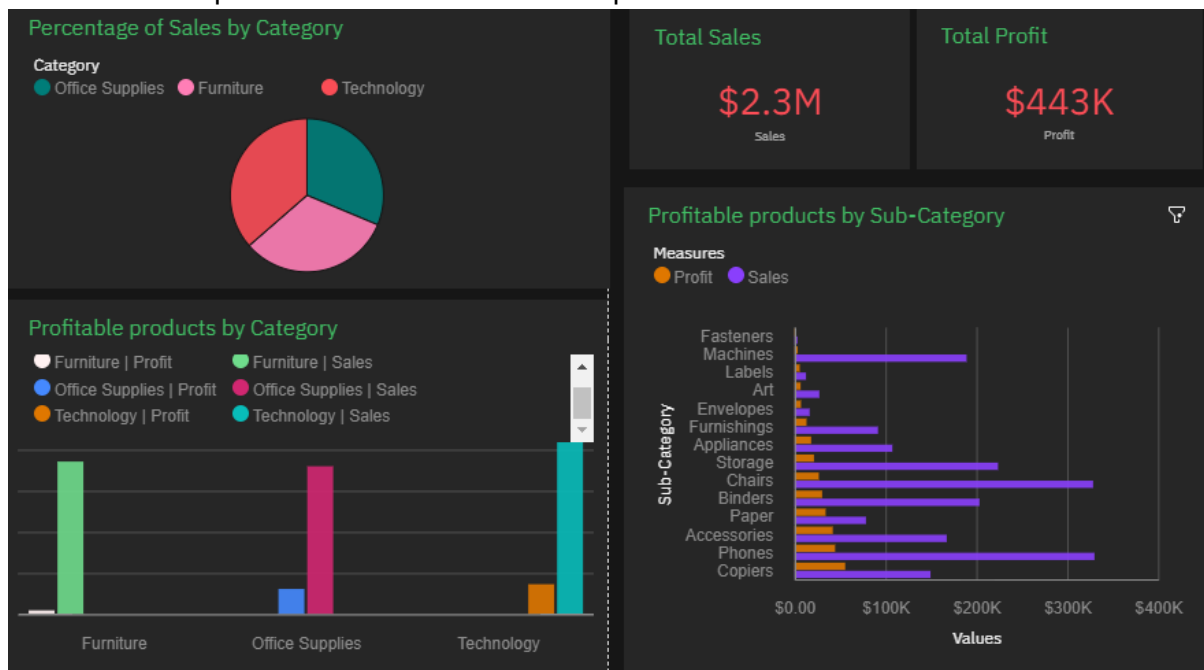 Percentage of Sales by Category
Category
Office Supplies Furniture Technology
Total Sales
$2.3M
Sales
Total Profit
$443K
Profit
Profitable products by Category
Furniture | Profit Furniture | Sales
Office Supplies | Profit Office Supplies | Sales
Technology | Profit Technology | Sales
Furniture Office Supplies Technology
Profitable products by Sub-Category
Measures
Profit Sales
Sub-Category
Fasteners
Machines
Labels
Art
Envelopes
Furnishings
Appliances
Storage
Chairs
Binders
Paper
Accessories
Phones
Copiers
$0.00 $100K $200K $300K $400K
Values